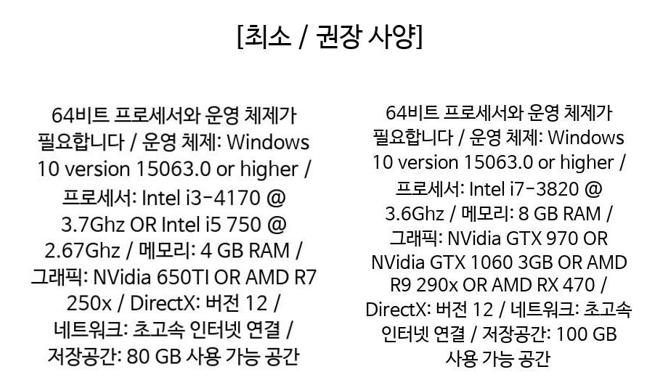 [최소 / 권장 사양]
64비트 프로세서와 운영 체제가
필요합니다 / 운영 체제: Windows
10 version 15063.0 or higher /
프로세서: Intel i3-4170 @
3.7Ghz OR Intel i5 750 @
2.67Ghz / 메모리: 4 GB RAM /
그래픽: NVidia 650TI OR AMD R7
250x / DirectX: 버전 12 /
네트워크: 초고속 인터넷 연결 /
저장공간: 80 GB 사용 가능 공간
64비트 프로세서와 운영 체제가
필요합니다 / 운영 체제: Windows
10 version 15063.0 or higher /
프로세서: Intel i7-3820 @
3.6Ghz / 메모리: 8 GB RAM /
그래픽: NVidia GTX 970 OR
NVidia GTX 1060 3GB OR AMD
R9 290x OR AMD RX 470 /
DirectX: 버전 12 / 네트워크: 초고속
인터넷 연결 / 저장공간: 100 GB
사용 가능 공간